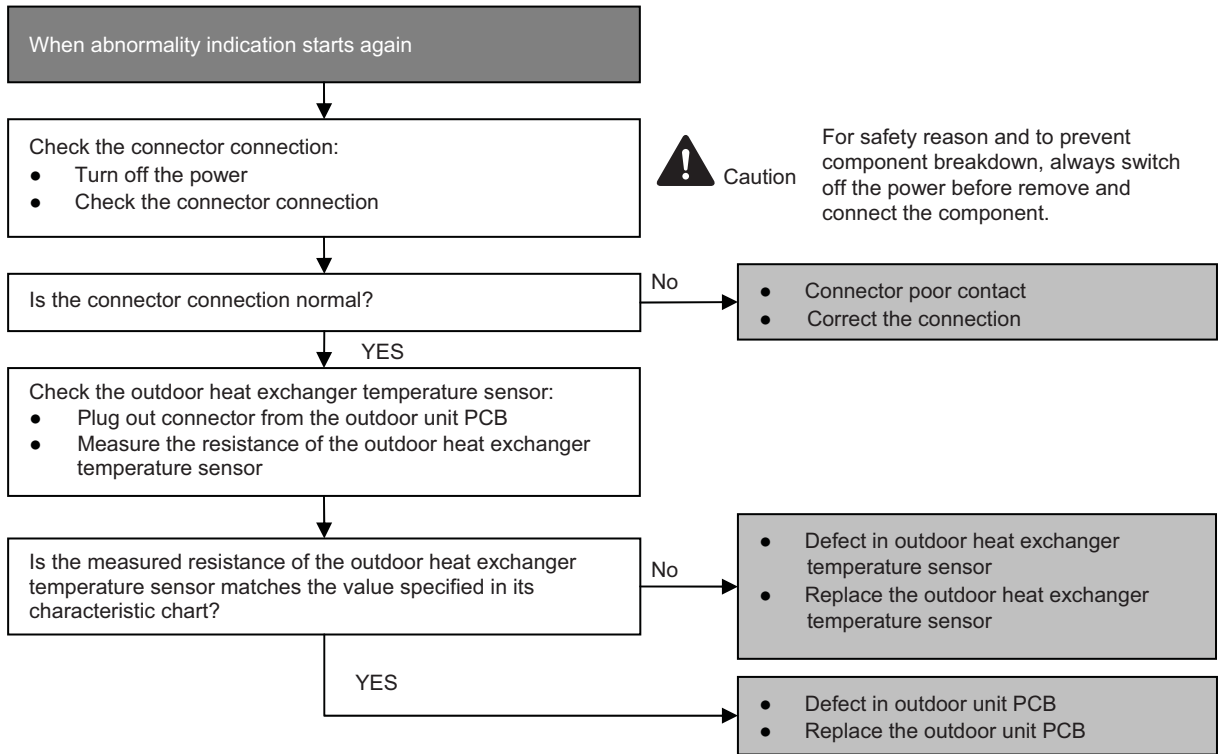 When abnormality indication starts again
Check the connector connection:
● Turn off the power
● Check the connector connection
Caution
For safety reason and to prevent
component breakdown, always switch
off the power before remove and
connect the component.
Is the connector connection normal?
No
● Connector poor contact
● Correct the connection
YES
Check the outdoor heat exchanger temperature sensor:
● Plug out connector from the outdoor unit PCB
● Measure the resistance of the outdoor heat exchanger
temperature sensor
Is the measured resistance of the outdoor heat exchanger
temperature sensor matches the value specified in its
characteristic chart?
No
● Defect in outdoor heat exchanger
temperature sensor
● Replace the outdoor heat exchanger
temperature sensor
YES
● Defect in outdoor unit PCB
● Replace the outdoor unit PCB